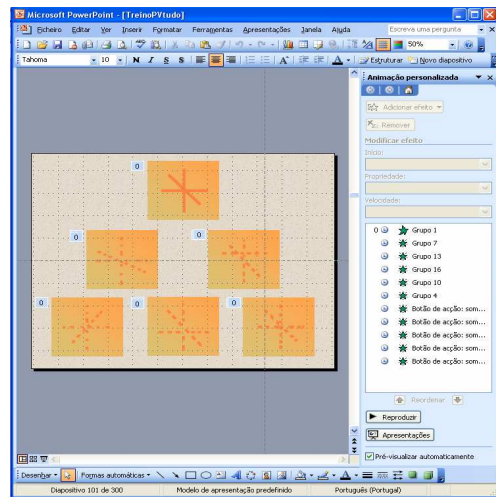 Microsoft PowerPoint - [TreinoPVtudo]
Ficheiro Editar Ver Inserir Formatar Ferramentas Apresentações Janela Ajuda Escreva uma pergunta
50%
Tahoma 10 N I S S Estruturar Novo diapositivo
Animação personalizada
Adicionar efeito
Remover
Modificar efeito
Início:
Propriedade:
Velocidade:
0 Grupo 1
Grupo 7
Grupo 13
Grupo 16
Grupo 10
Grupo 4
Botão de acção: som...
Botão de acção: som...
Botão de acção: som...
Botão de acção: som...
Botão de acção: som...
0
0 0
0 0 0
Reordenar
Reproduzir
Apresentações
Pré-visualizar automaticamente
Desenhar Formas automáticas
Diapositivo 101 de 300 Modelo de apresentação predefinido Português (Portugal)